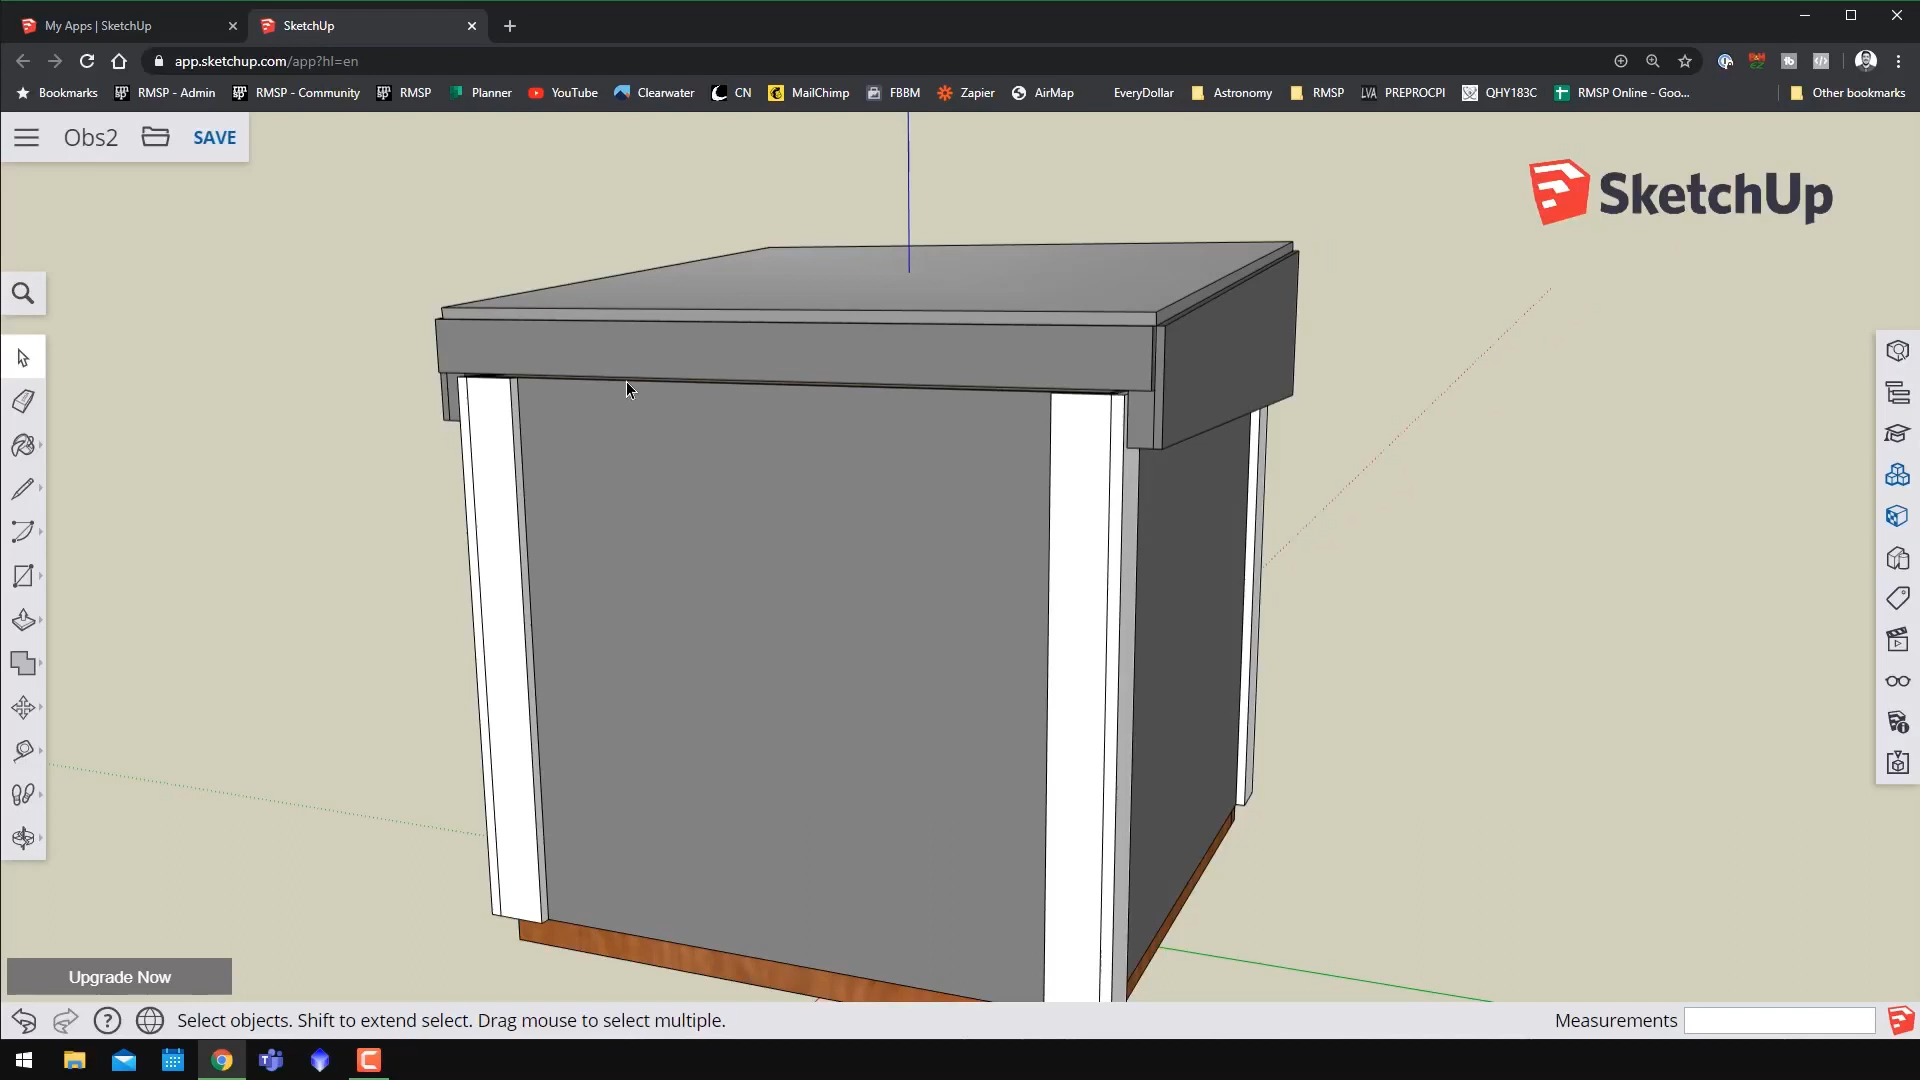 My Apps | SketchUp
SketchUp
app.sketchup.com/app?hl=en
Bookmarks
RMSP - Admin
RMSP - Community
RMSP
Planner
YouTube
Clearwater
CN
MailChimp
FBBM
Zapier
AirMap
EveryDollar
Astronomy
RMSP
LVA
PREPROCPI
QHY183C
RMSP Online - Goo...
Other bookmarks
Obs2
SAVE
SketchUp
Upgrade Now
Select objects. Shift to extend select. Drag mouse to select multiple.
Measurements